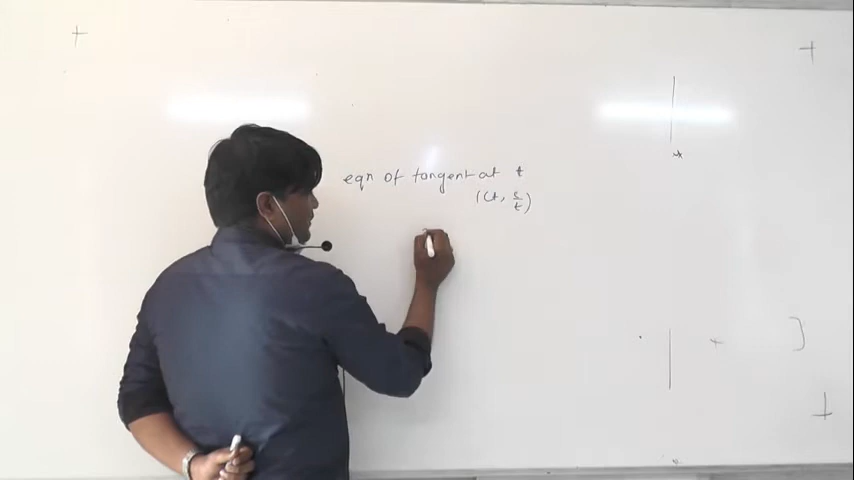 eqn of tangent at t
(ct, c/t)